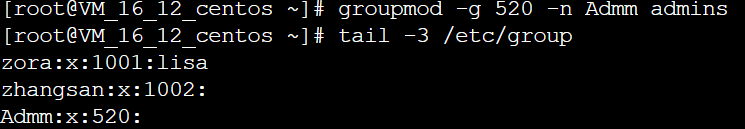 [root@VM_16_12_centos ~]# groupmod -g 520 -n Admm admins
[root@VM_16_12_centos ~]# tail -3 /etc/group
zora:x:1001:lisa
zhangsan:x:1002:
Admm:x:520: